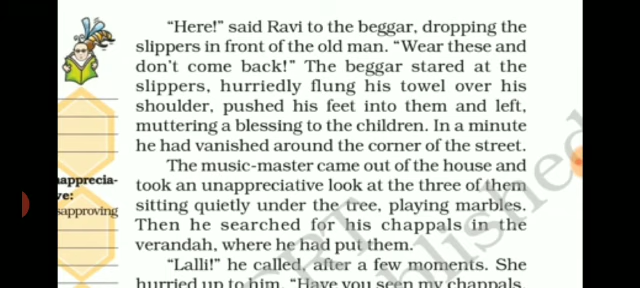 "Here!" said Ravi to the beggar, dropping the
slippers in front of the old man. "Wear these and
don't come back!" The beggar stared at the
slippers, hurriedly flung his towel over his
shoulder, pushed his feet into them and left,
muttering a blessing to the children. In a minute
he had vanished around the corner of the street.
The music-master came out of the house and
took an unappreciative look at the three of them
sitting quietly under the tree, playing marbles.
Then he searched for his chappals in the
verandah, where he had put them.
"Lalli!" he called, after a few moments. She
hurried up to him. "Have you seen my chappals,
napprecia-
ve:
sapproving